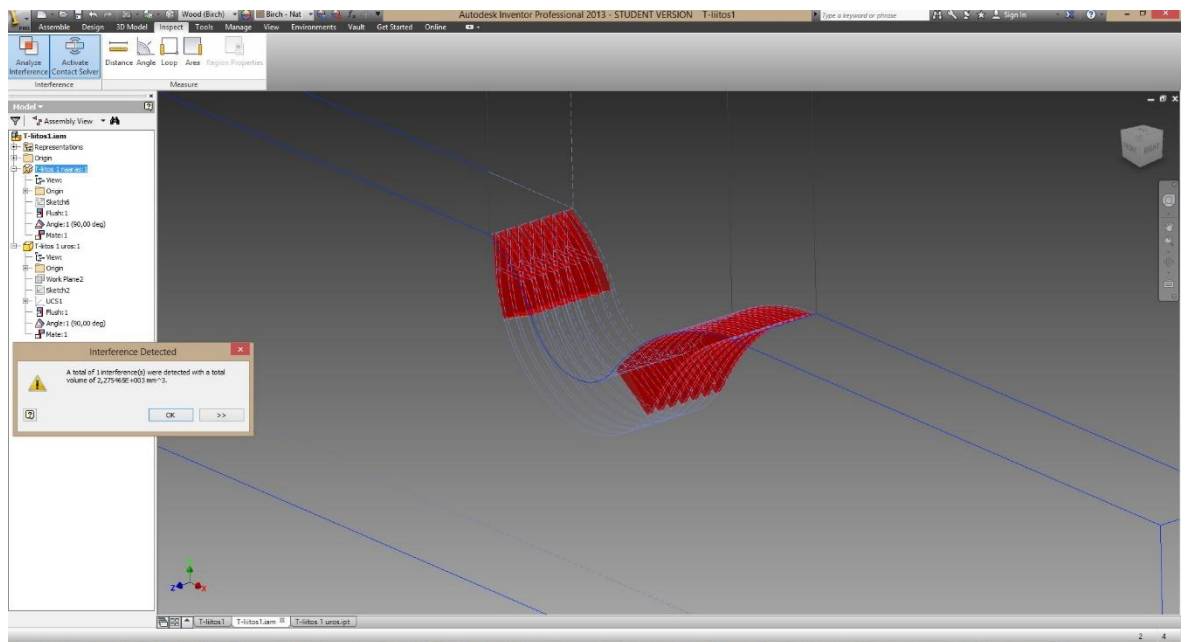 Wood (Birch)
Birch - Nat
Autodesk Inventor Professional 2013 - STUDENT VERSION T-liitos1
Type a keyword or phrase
Sign In
PRO
Assemble Design 3D Model Inspect Tools Manage View Environments Vault Get Started Online
Analyze Interference
Activate Contact Solver
Distance Angle Loop Area Region Properties
Interference
Measure
Model
Assembly View
T-liitos1.iam
Representations
Origin
View:
Origin
Sketch6
Flush:1
Angle:1 (90,00 deg)
Mate:1
T-liitos 1 uros:1
View:
Origin
Work Plane2
Sketch2
UCS1
Flush:1
Angle:1 (90,00 deg)
Mate:1
Interference Detected
A total of 1 interference(s) were detected with a total
volume of 2,275465E+003 mm^3.
OK >>
RIGHT
Z X
T-liitos1 T-liitos1.iam T-liitos 1 uros.ipt
2 4